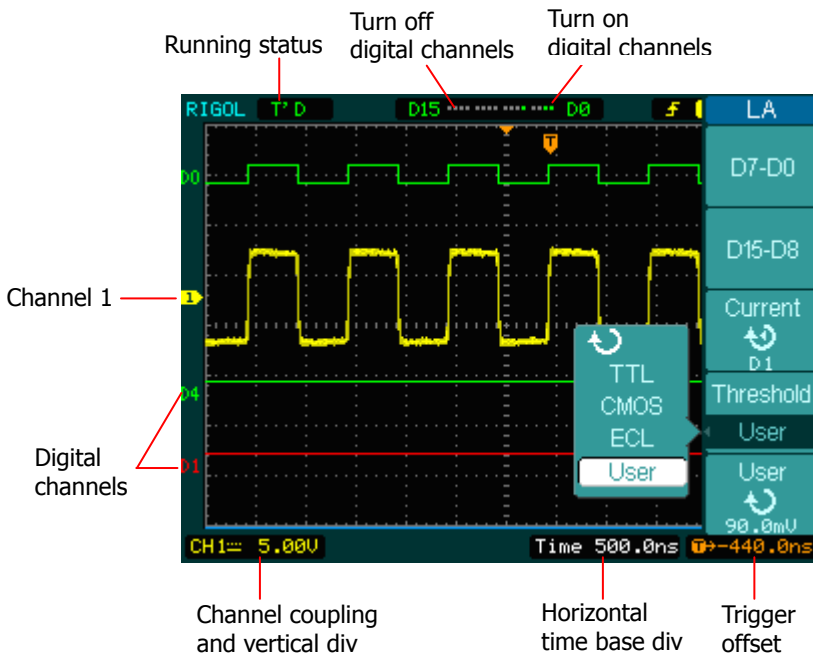 Running status
Turn off
digital channels
Turn on
digital channels
RIGOL T'D D15 D0 LA
D7-D0
D15-D8
Current
D1
Threshold
User
User
90.0mV
D0
Channel 1
1
T
D4
D1
TTL
CMOS
ECL
User
Digital
channels
CH1 5.00V Time 500.0ns T→-440.0ns
Channel coupling
and vertical div
Horizontal
time base div
Trigger
offset